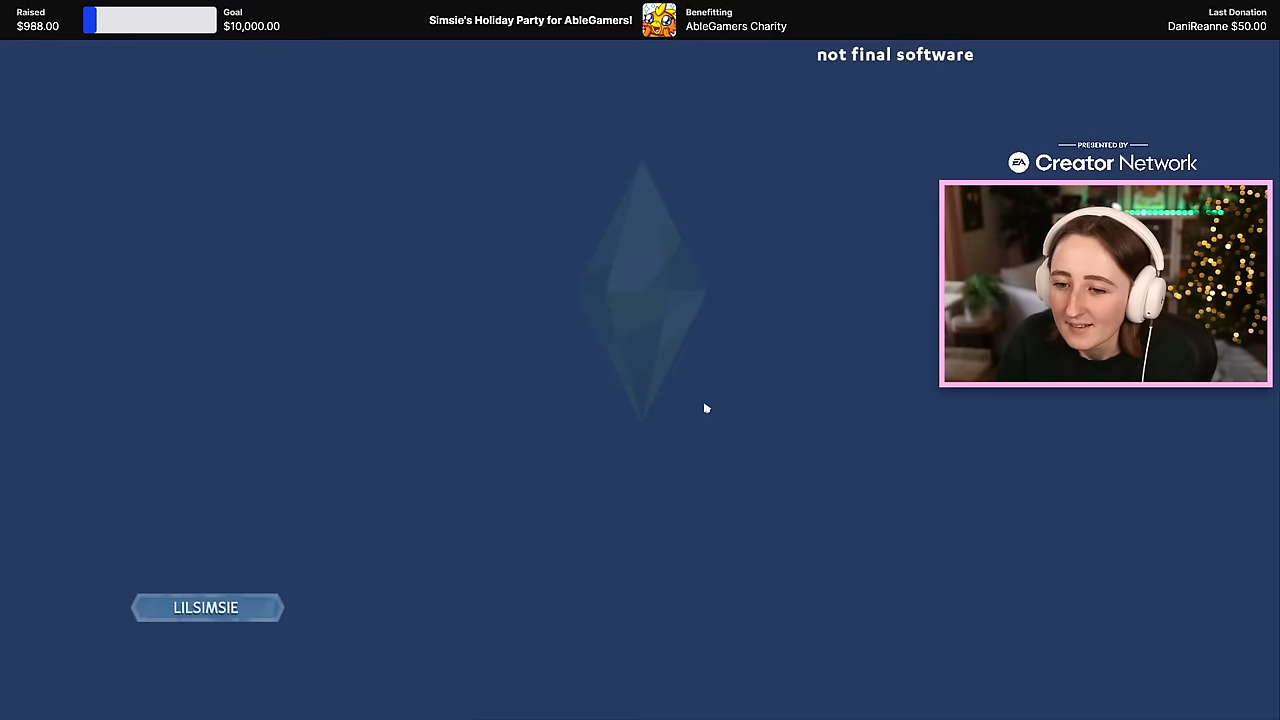 Raised
$988.00
Goal
$10,000.00
Simsie's Holiday Party for AbleGamers!
Benefitting
AbleGamers Charity
Last Donation
DaniReanne $50.00
not final software
PRESENTED BY
EA Creator Network
LILSIMSIE